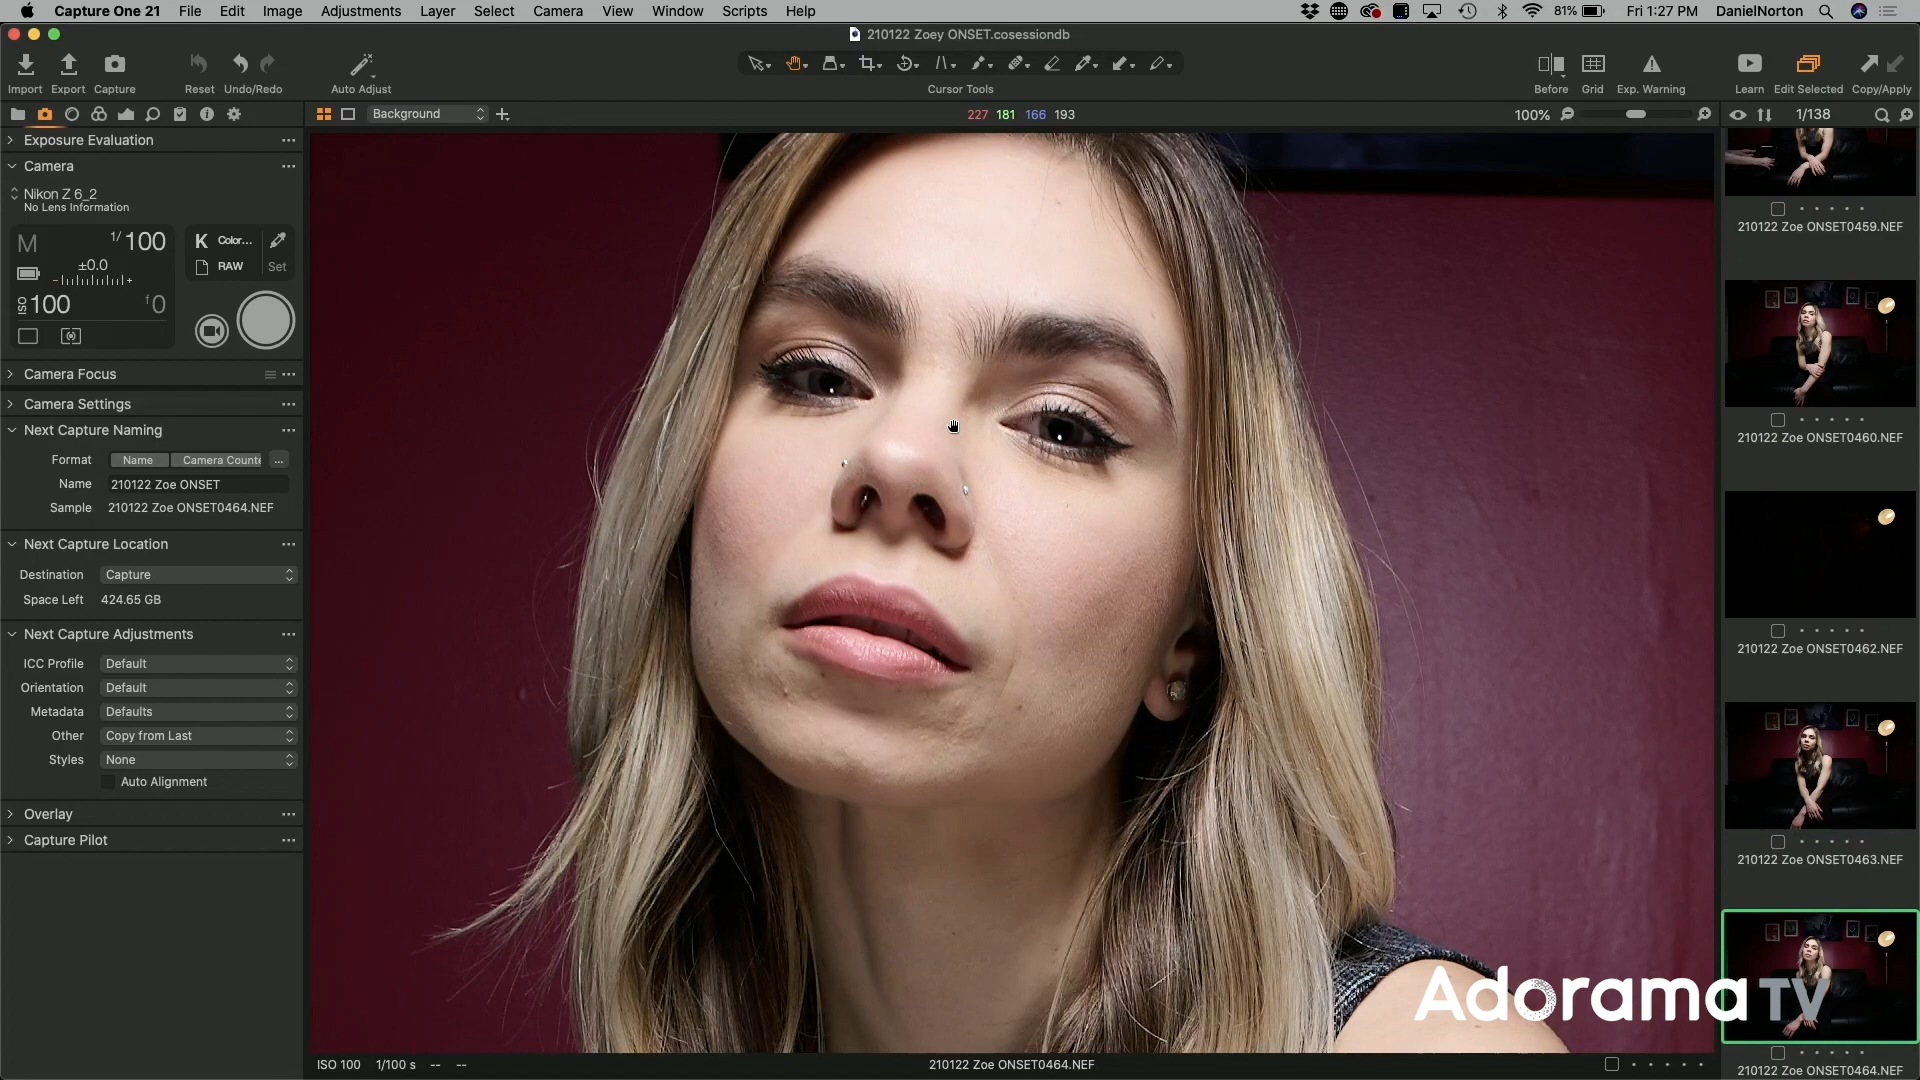 Capture One 21 File Edit Image Adjustments Layer Select Camera View Window Scripts Help 81% Fri 1:27 PM DanielNorton
210122 Zoey ONSET.cosessiondb
Import Export Capture Reset Undo/Redo Auto Adjust Cursor Tools Before Grid Exp. Warning Learn Edit Selected Copy/Apply
Background 227 181 166 193 100% 1/138
Exposure Evaluation
Camera
Nikon Z 6_2
No Lens Information
M 1/100
±0.0
ISO 100 f0
K Color...
RAW Set
Camera Focus
Camera Settings
Next Capture Naming
Format Name Camera Counte ...
Name 210122 Zoe ONSET
Sample 210122 Zoe ONSET0464.NEF
Next Capture Location
Destination Capture
Space Left 424.65 GB
Next Capture Adjustments
ICC Profile Default
Orientation Default
Metadata Defaults
Other Copy from Last
Styles None
Auto Alignment
Overlay
Capture Pilot
210122 Zoe ONSET0459.NEF
210122 Zoe ONSET0460.NEF
210122 Zoe ONSET0462.NEF
210122 Zoe ONSET0463.NEF
Adorama TV
ISO 100 1/100 s -- -- 210122 Zoe ONSET0464.NEF
210122 Zoe ONSET0464.NEF